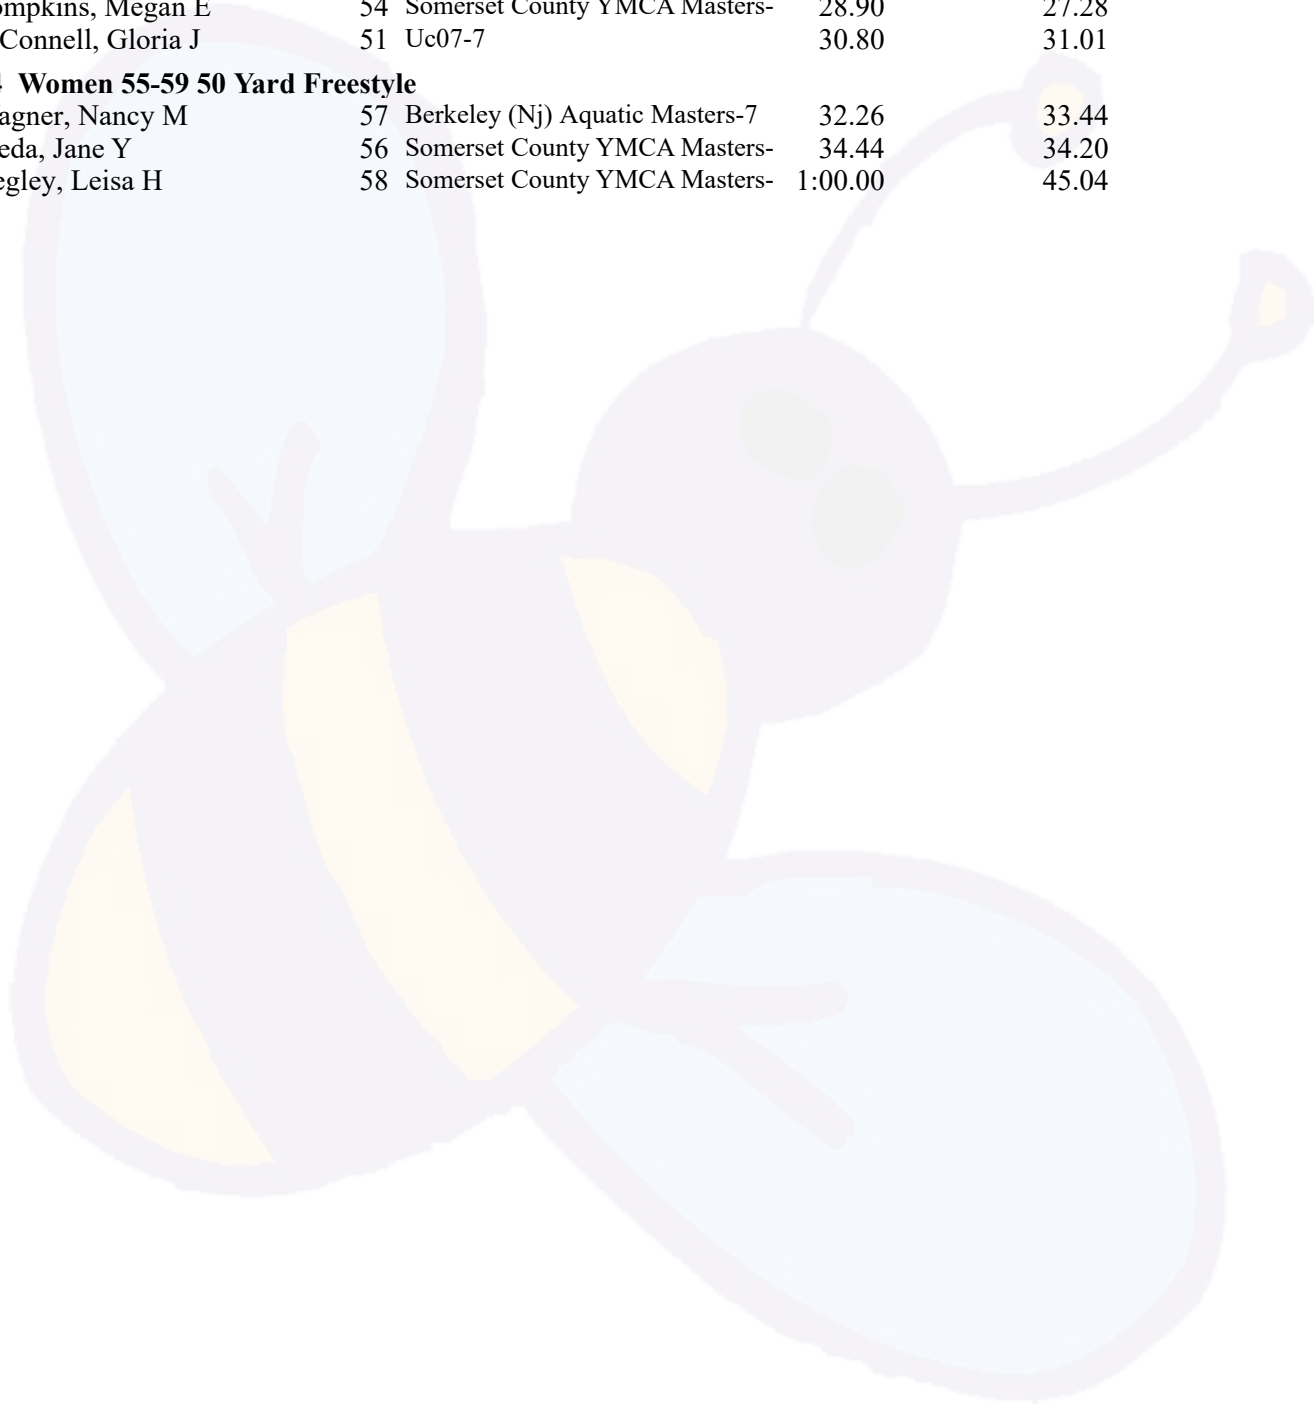 ompkins, Megan E 54 Somerset County YMCA Masters- 28.90 27.28
Connell, Gloria J 51 Uc07-7 30.80 31.01
4 Women 55-59 50 Yard Freestyle
agner, Nancy M 57 Berkeley (Nj) Aquatic Masters-7 32.26 33.44
eda, Jane Y 56 Somerset County YMCA Masters- 34.44 34.20
egley, Leisa H 58 Somerset County YMCA Masters- 1:00.00 45.04